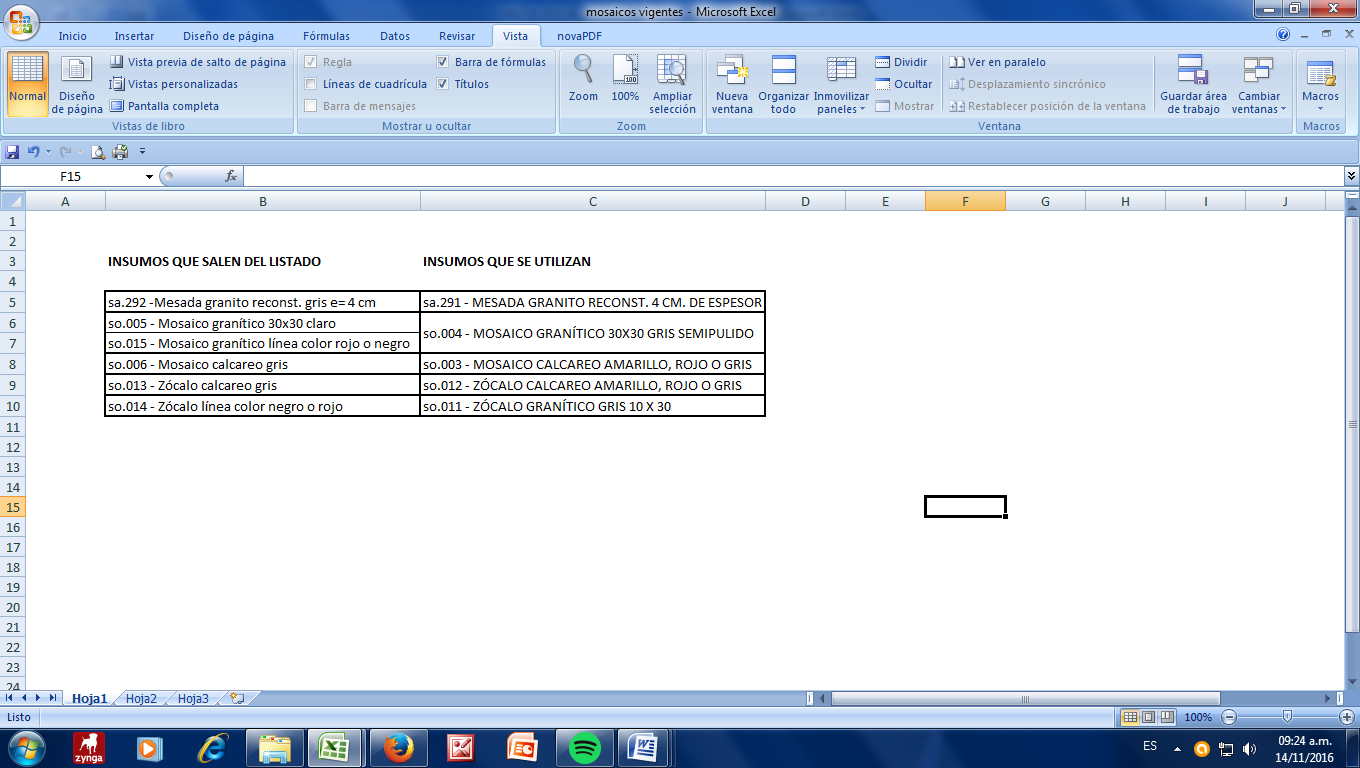 mosaicos vigentes - Microsoft Excel
Inicio Insertar Diseño de página Fórmulas Datos Revisar Vista novaPDF
Normal
Diseño de página
Vista previa de salto de página
Vistas personalizadas
Pantalla completa
Vistas de libro
Regla
Líneas de cuadrícula
Barra de mensajes
Barra de fórmulas
Títulos
Mostrar u ocultar
Zoom
100%
Ampliar selección
Zoom
Nueva ventana
Organizar todo
Inmovilizar paneles
Dividir
Ocultar
Mostrar
Ver en paralelo
Desplazamiento sincrónico
Restablecer posición de la ventana
Guardar área de trabajo
Cambiar ventanas
Ventana
Macros
Macros
F15 fx
A B C D E F G H I J
1
2
3 INSUMOS QUE SALEN DEL LISTADO INSUMOS QUE SE UTILIZAN
4
5 sa.292 -Mesada granito reconst. gris e= 4 cm sa.291 - MESADA GRANITO RECONST. 4 CM. DE ESPESOR
6 so.005 - Mosaico granítico 30x30 claro so.004 - MOSAICO GRANÍTICO 30X30 GRIS SEMIPULIDO
7 so.015 - Mosaico granítico línea color rojo o negro
8 so.006 - Mosaico calcareo gris so.003 - MOSAICO CALCAREO AMARILLO, ROJO O GRIS
9 so.013 - Zócalo calcareo gris so.012 - ZÓCALO CALCAREO AMARILLO, ROJO O GRIS
10 so.014 - Zócalo línea color negro o rojo so.011 - ZÓCALO GRANÍTICO GRIS 10 X 30
11
12
13
14
15
16
17
18
19
20
21
22
23
24
Hoja1 Hoja2 Hoja3
Listo 100%
zynga
ES 09:24 a.m.
14/11/2016